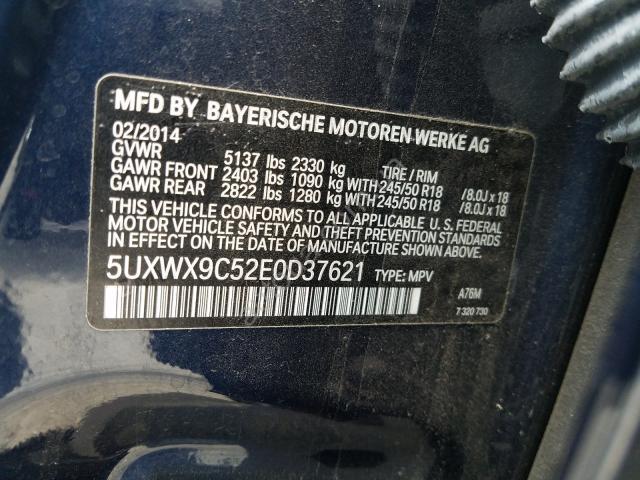 MFD BY BAYERISCHE MOTOREN WERKE AG
02/2014
GVWR 5137 lbs 2330 kg TIRE / RIM
GAWR FRONT 2403 lbs 1090 kg WITH 245/50 R18 /8.0J x 18
GAWR REAR 2822 lbs 1280 kg WITH 245/50 R18 /8.0J x 18
THIS VEHICLE CONFORMS TO ALL APPLICABLE U. S. FEDERAL
MOTOR VEHICLE SAFETY AND THEFT PREVENTION
STANDARDS IN EFFECT ON THE DATE OF MANUFACTURE SHOWN ABOVE.
5UXWX9C52E0D37621 TYPE: MPV
A76M
7 320 730